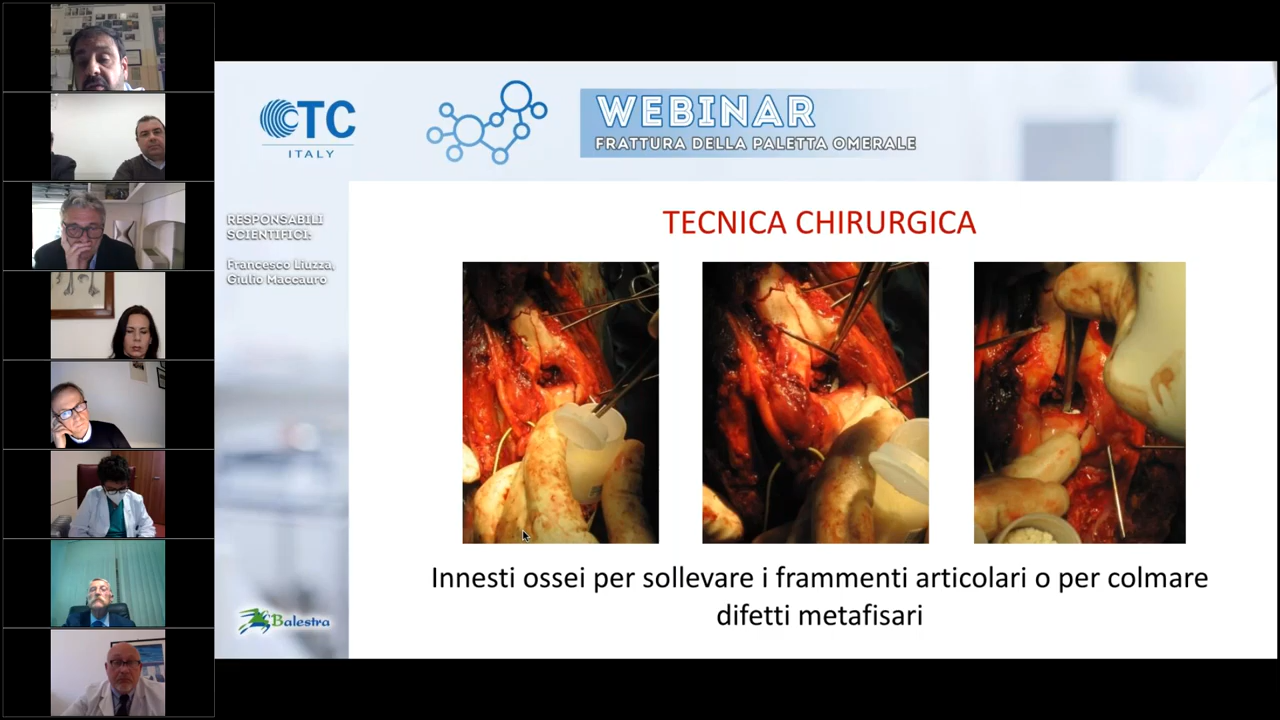 CTC
ITALY
WEBINAR
FRATTURA DELLA PALETTA OMERALE
RESPONSABILI
SCIENTIFICI:
Francesco Liuzza,
Giulio Maccauro
TECNICA CHIRURGICA
Innesti ossei per sollevare i frammenti articolari o per colmare
difetti metafisari
Balestra